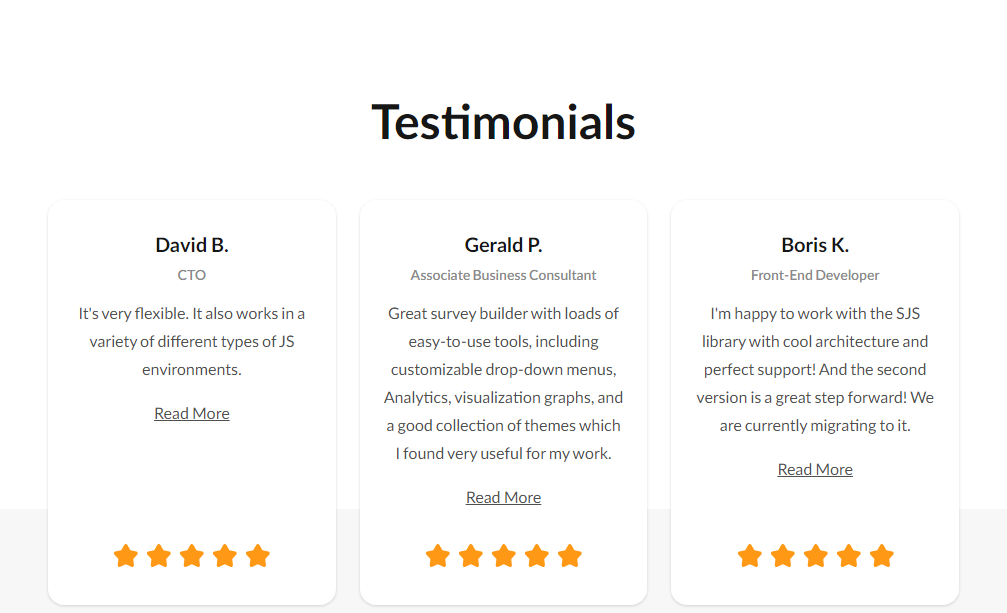 Testimonials
David B.
CTO
It's very flexible. It also works in a
variety of different types of JS
environments.
Read More
Gerald P.
Associate Business Consultant
Great survey builder with loads of
easy-to-use tools, including
customizable drop-down menus,
Analytics, visualization graphs, and
a good collection of themes which
I found very useful for my work.
Read More
Boris K.
Front-End Developer
I'm happy to work with the SJS
library with cool architecture and
perfect support! And the second
version is a great step forward! We
are currently migrating to it.
Read More